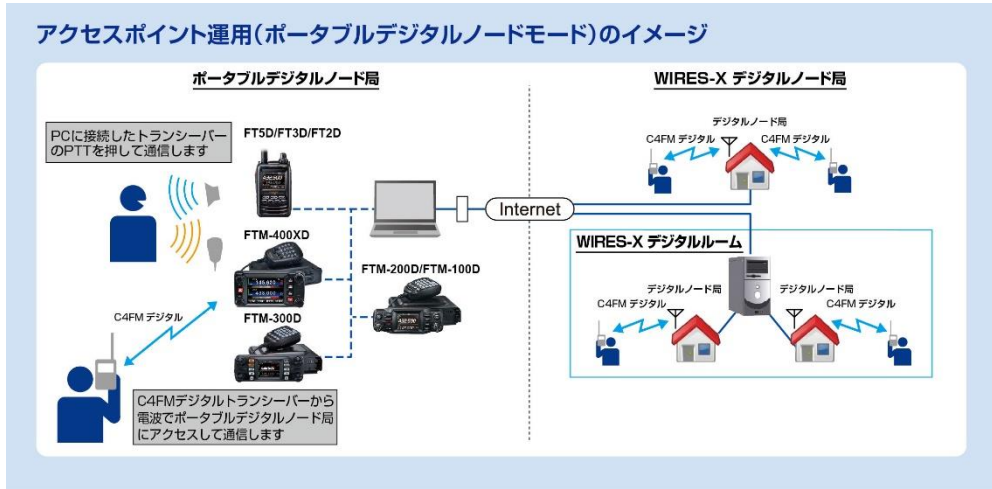 アクセスポイント運用(ポータブルデジタルノードモード)のイメージ
ポータブルデジタルノード局
PCに接続したトランシーバー
のPTTを押して通信します
FT5D/FT3D/FT2D
FTM-400XD
FTM-200D/FTM-100D
FTM-300D
C4FM デジタル
C4FMデジタルトランシーバーから
電波でポータブルデジタルノード局
にアクセスして通信します
Internet
WIRES-X デジタルノード局
デジタルノード局
C4FM デジタル
C4FM デジタル
WIRES-X デジタルルーム
デジタルノード局
デジタルノード局
C4FM デジタル
C4FM デジタル